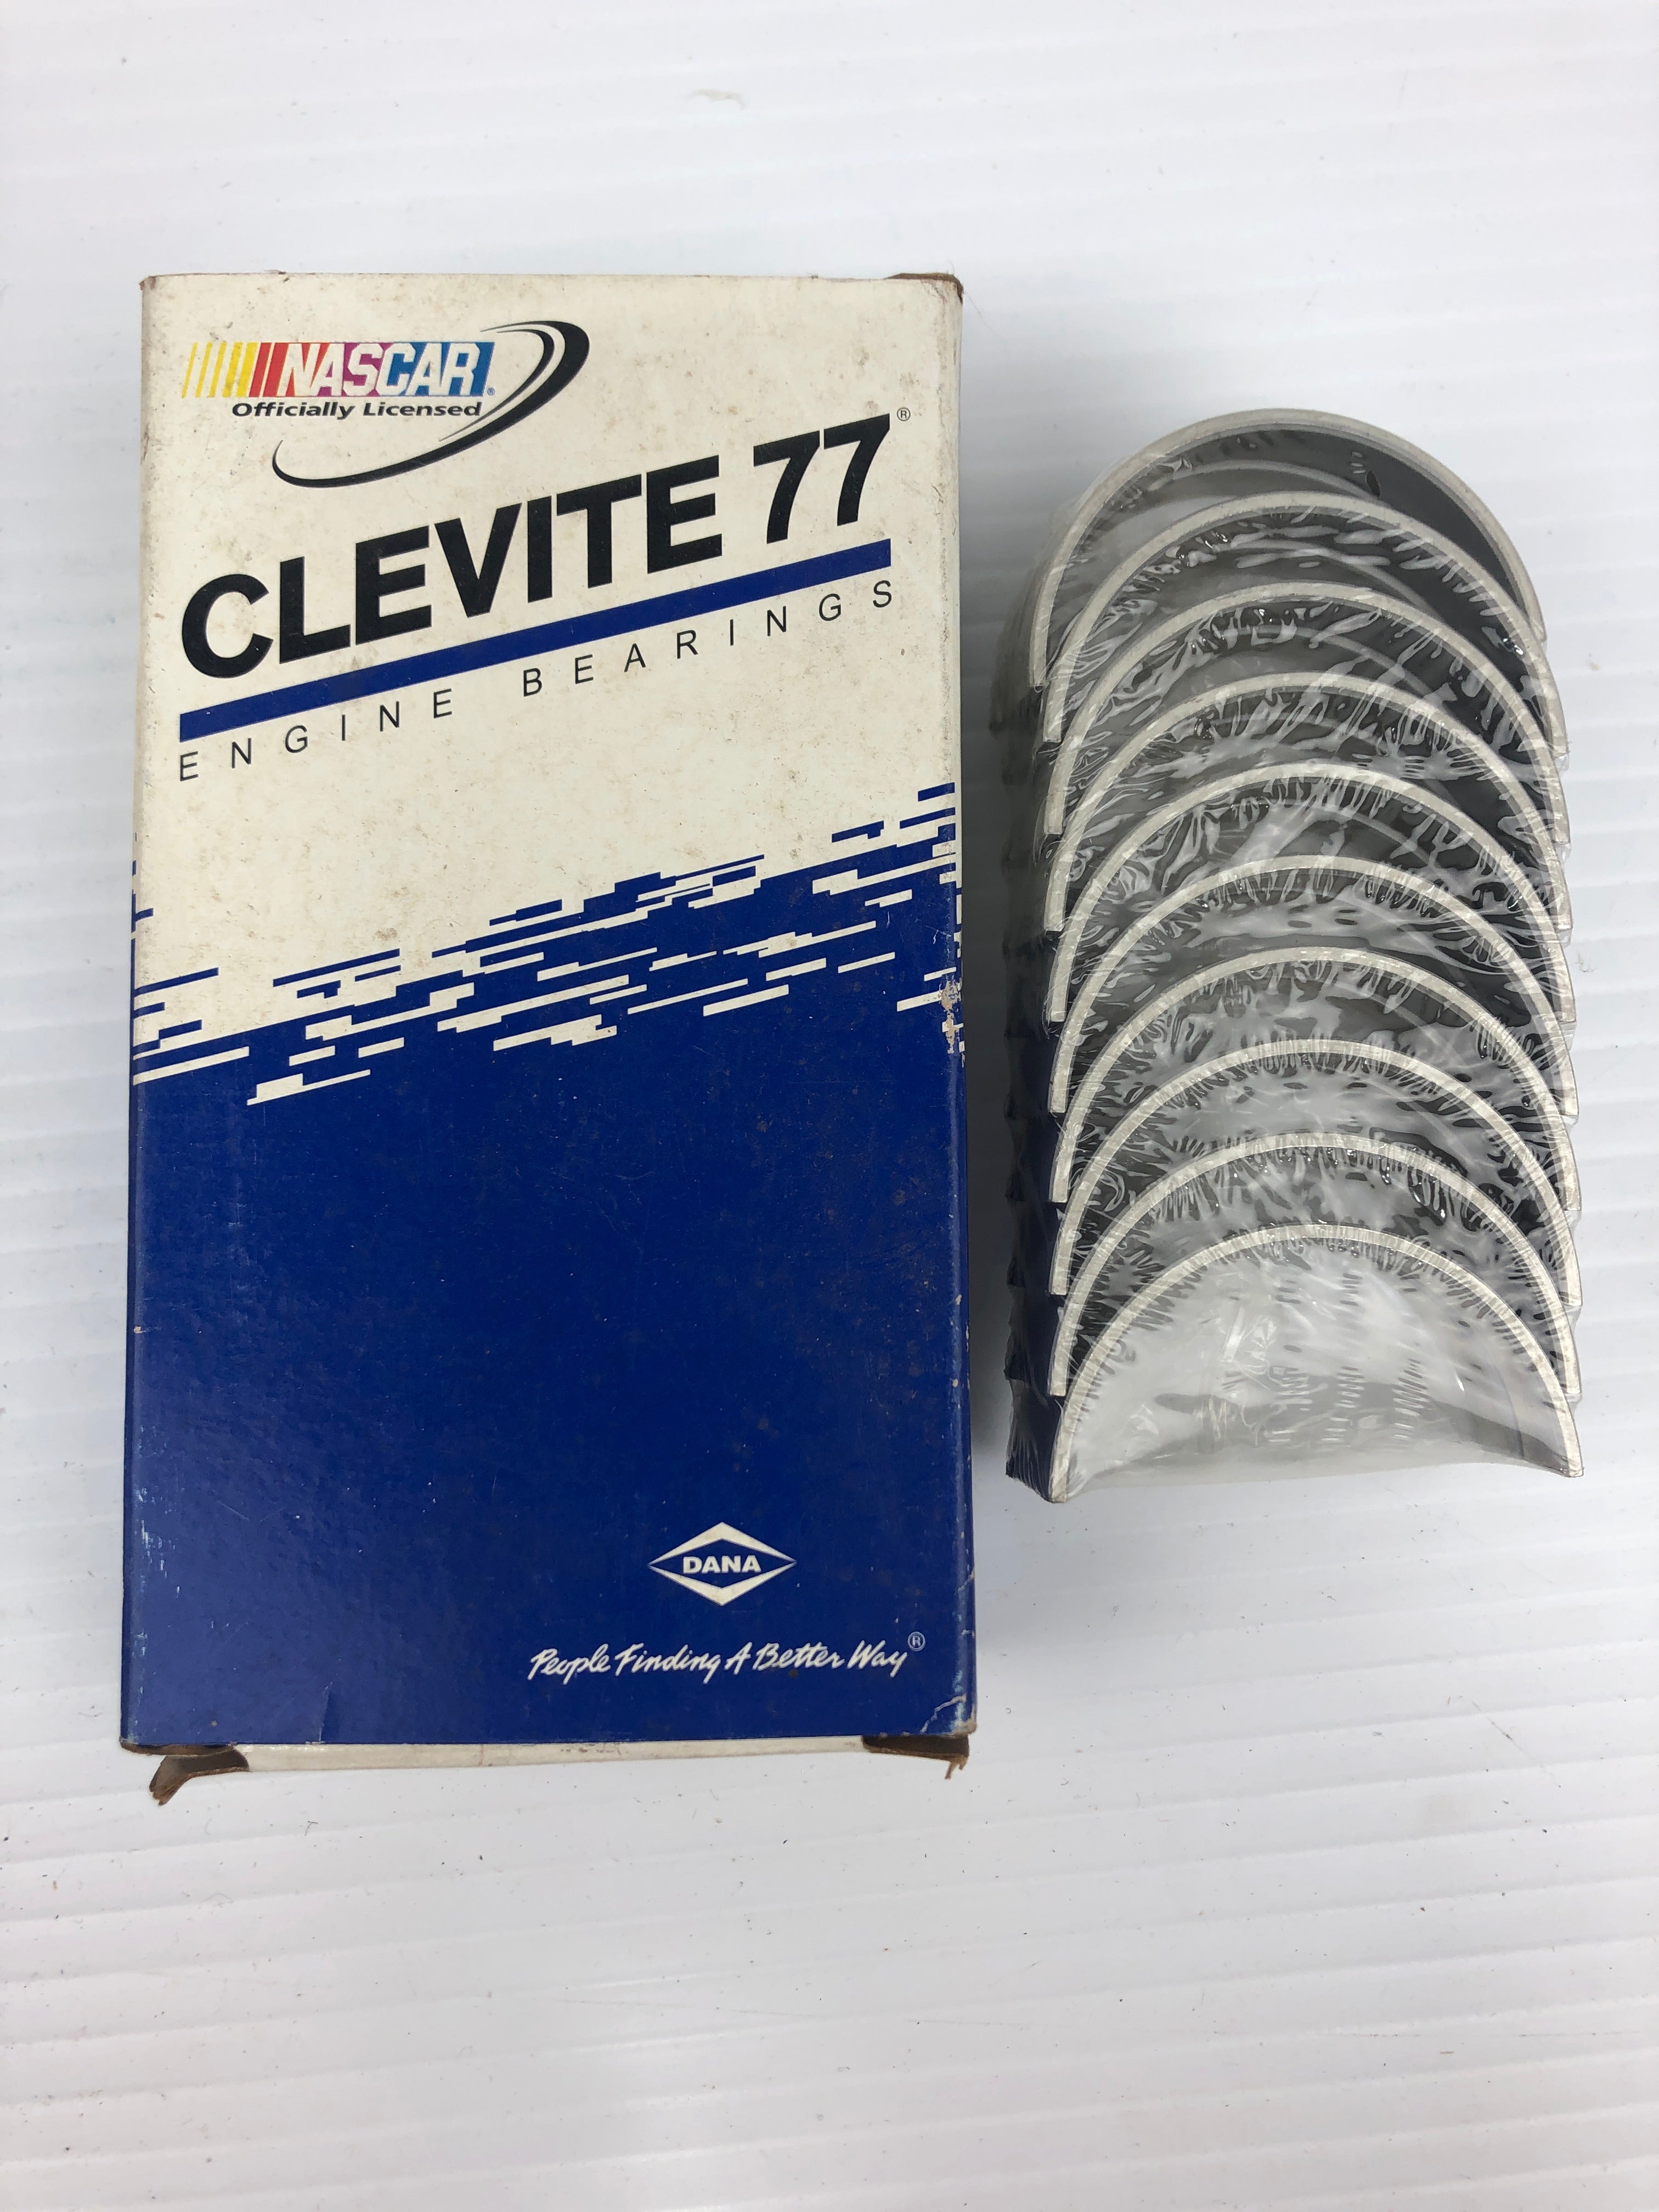 NASCAR®
Officially Licensed
CLEVITE 77®
ENGINE BEARINGS
DANA
People Finding A Better Way®